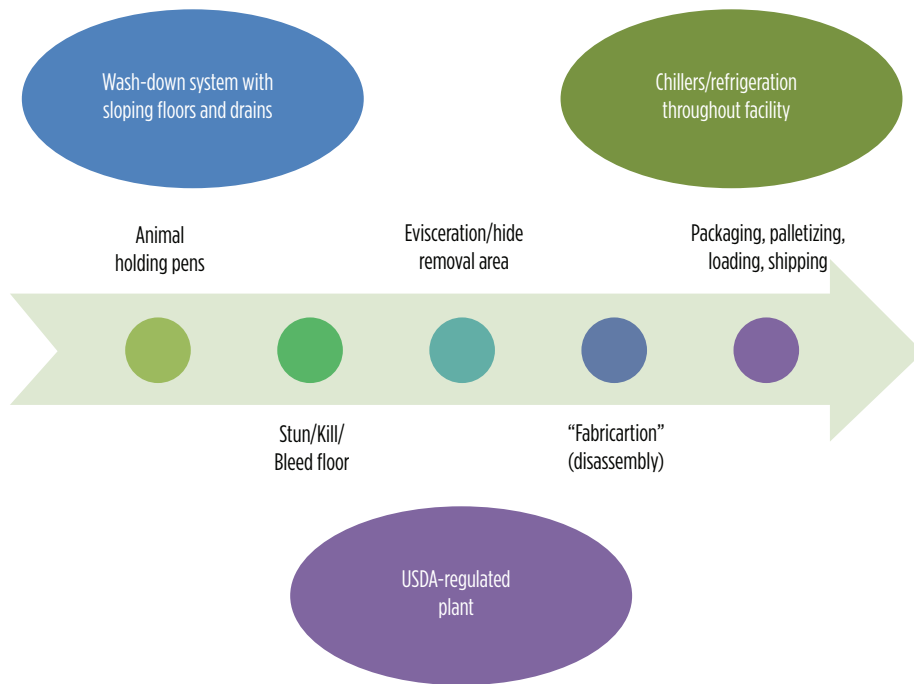 Wash-down system with
sloping floors and drains
Chillers/refrigeration
throughout facility
Animal
holding pens
Evisceration/hide
removal area
Packaging, palletizing,
loading, shipping
Stun/Kill/
Bleed floor
“Fabricartion”
(disassembly)
USDA-regulated
plant